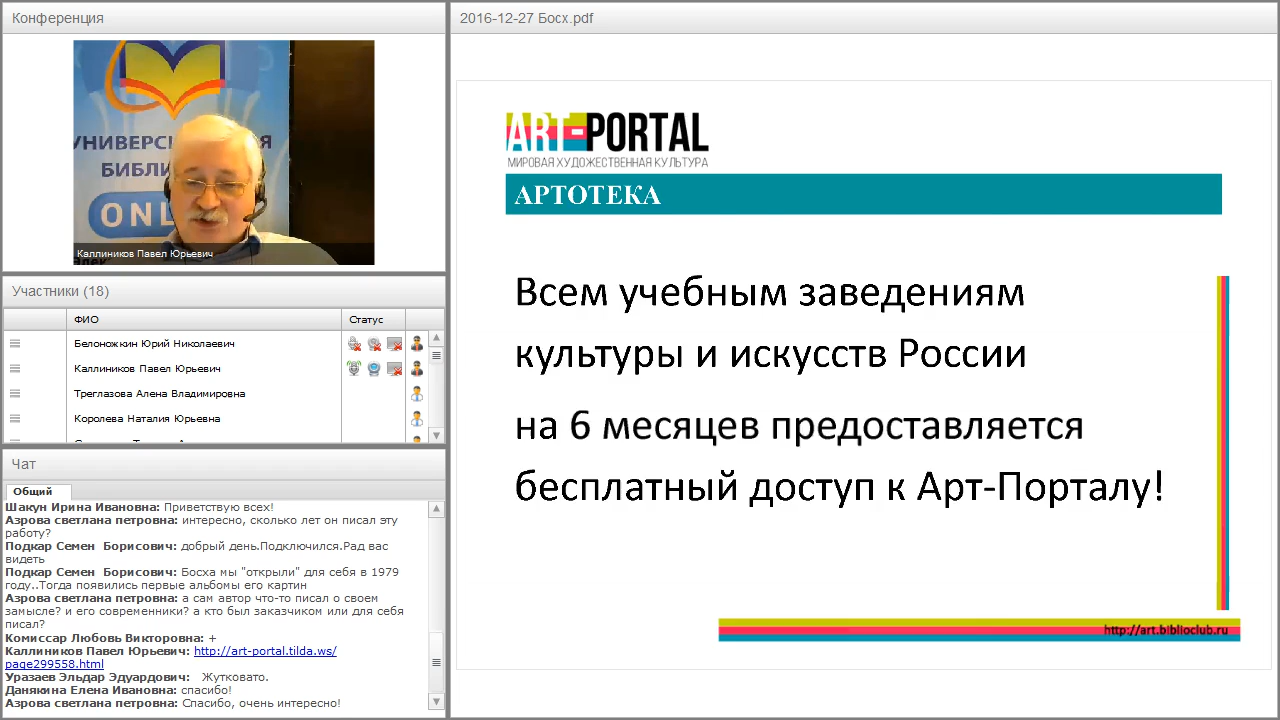 Конференция
УНИВЕРС
БИБЛИ
ONL
Каллиников Павел Юрьевич
Участники (18)
ФИО
Статус
Белоножкин Юрий Николаевич
Каллиников Павел Юрьевич
Треглазова Алена Владимировна
Королева Наталия Юрьевна
Чат
Общий
Шакун Ирина Ивановна: Приветствую всех!
Азрова светлана петровна: интересно, сколько лет он писал эту
работу?
Подкар Семен Борисович: добрый день.Подключился.Рад вас
видеть
Подкар Семен Борисович: Босха мы "открыли" для себя в 1979
году..Тогда появились первые альбомы его картин
Азрова светлана петровна: а сам автор что-то писал о своем
замысле? и его современники? а кто был заказчиком или для себя
писал?
Комиссар Любовь Викторовна: +
Каллиников Павел Юрьевич: http://art-portal.tilda.ws/
page299558.html
Уразаев Эльдар Эдуардович: Жутковато.
Данякина Елена Ивановна: спасибо!
Азрова светлана петровна: Спасибо, очень интересно!
2016-12-27 Босх.pdf
ART-PORTAL
МИРОВАЯ ХУДОЖЕСТВЕННАЯ КУЛЬТУРА
АРТОТЕКА
Всем учебным заведениям
культуры и искусств России
на 6 месяцев предоставляется
бесплатный доступ к Арт-Порталу!
http://art.biblioclub.ru